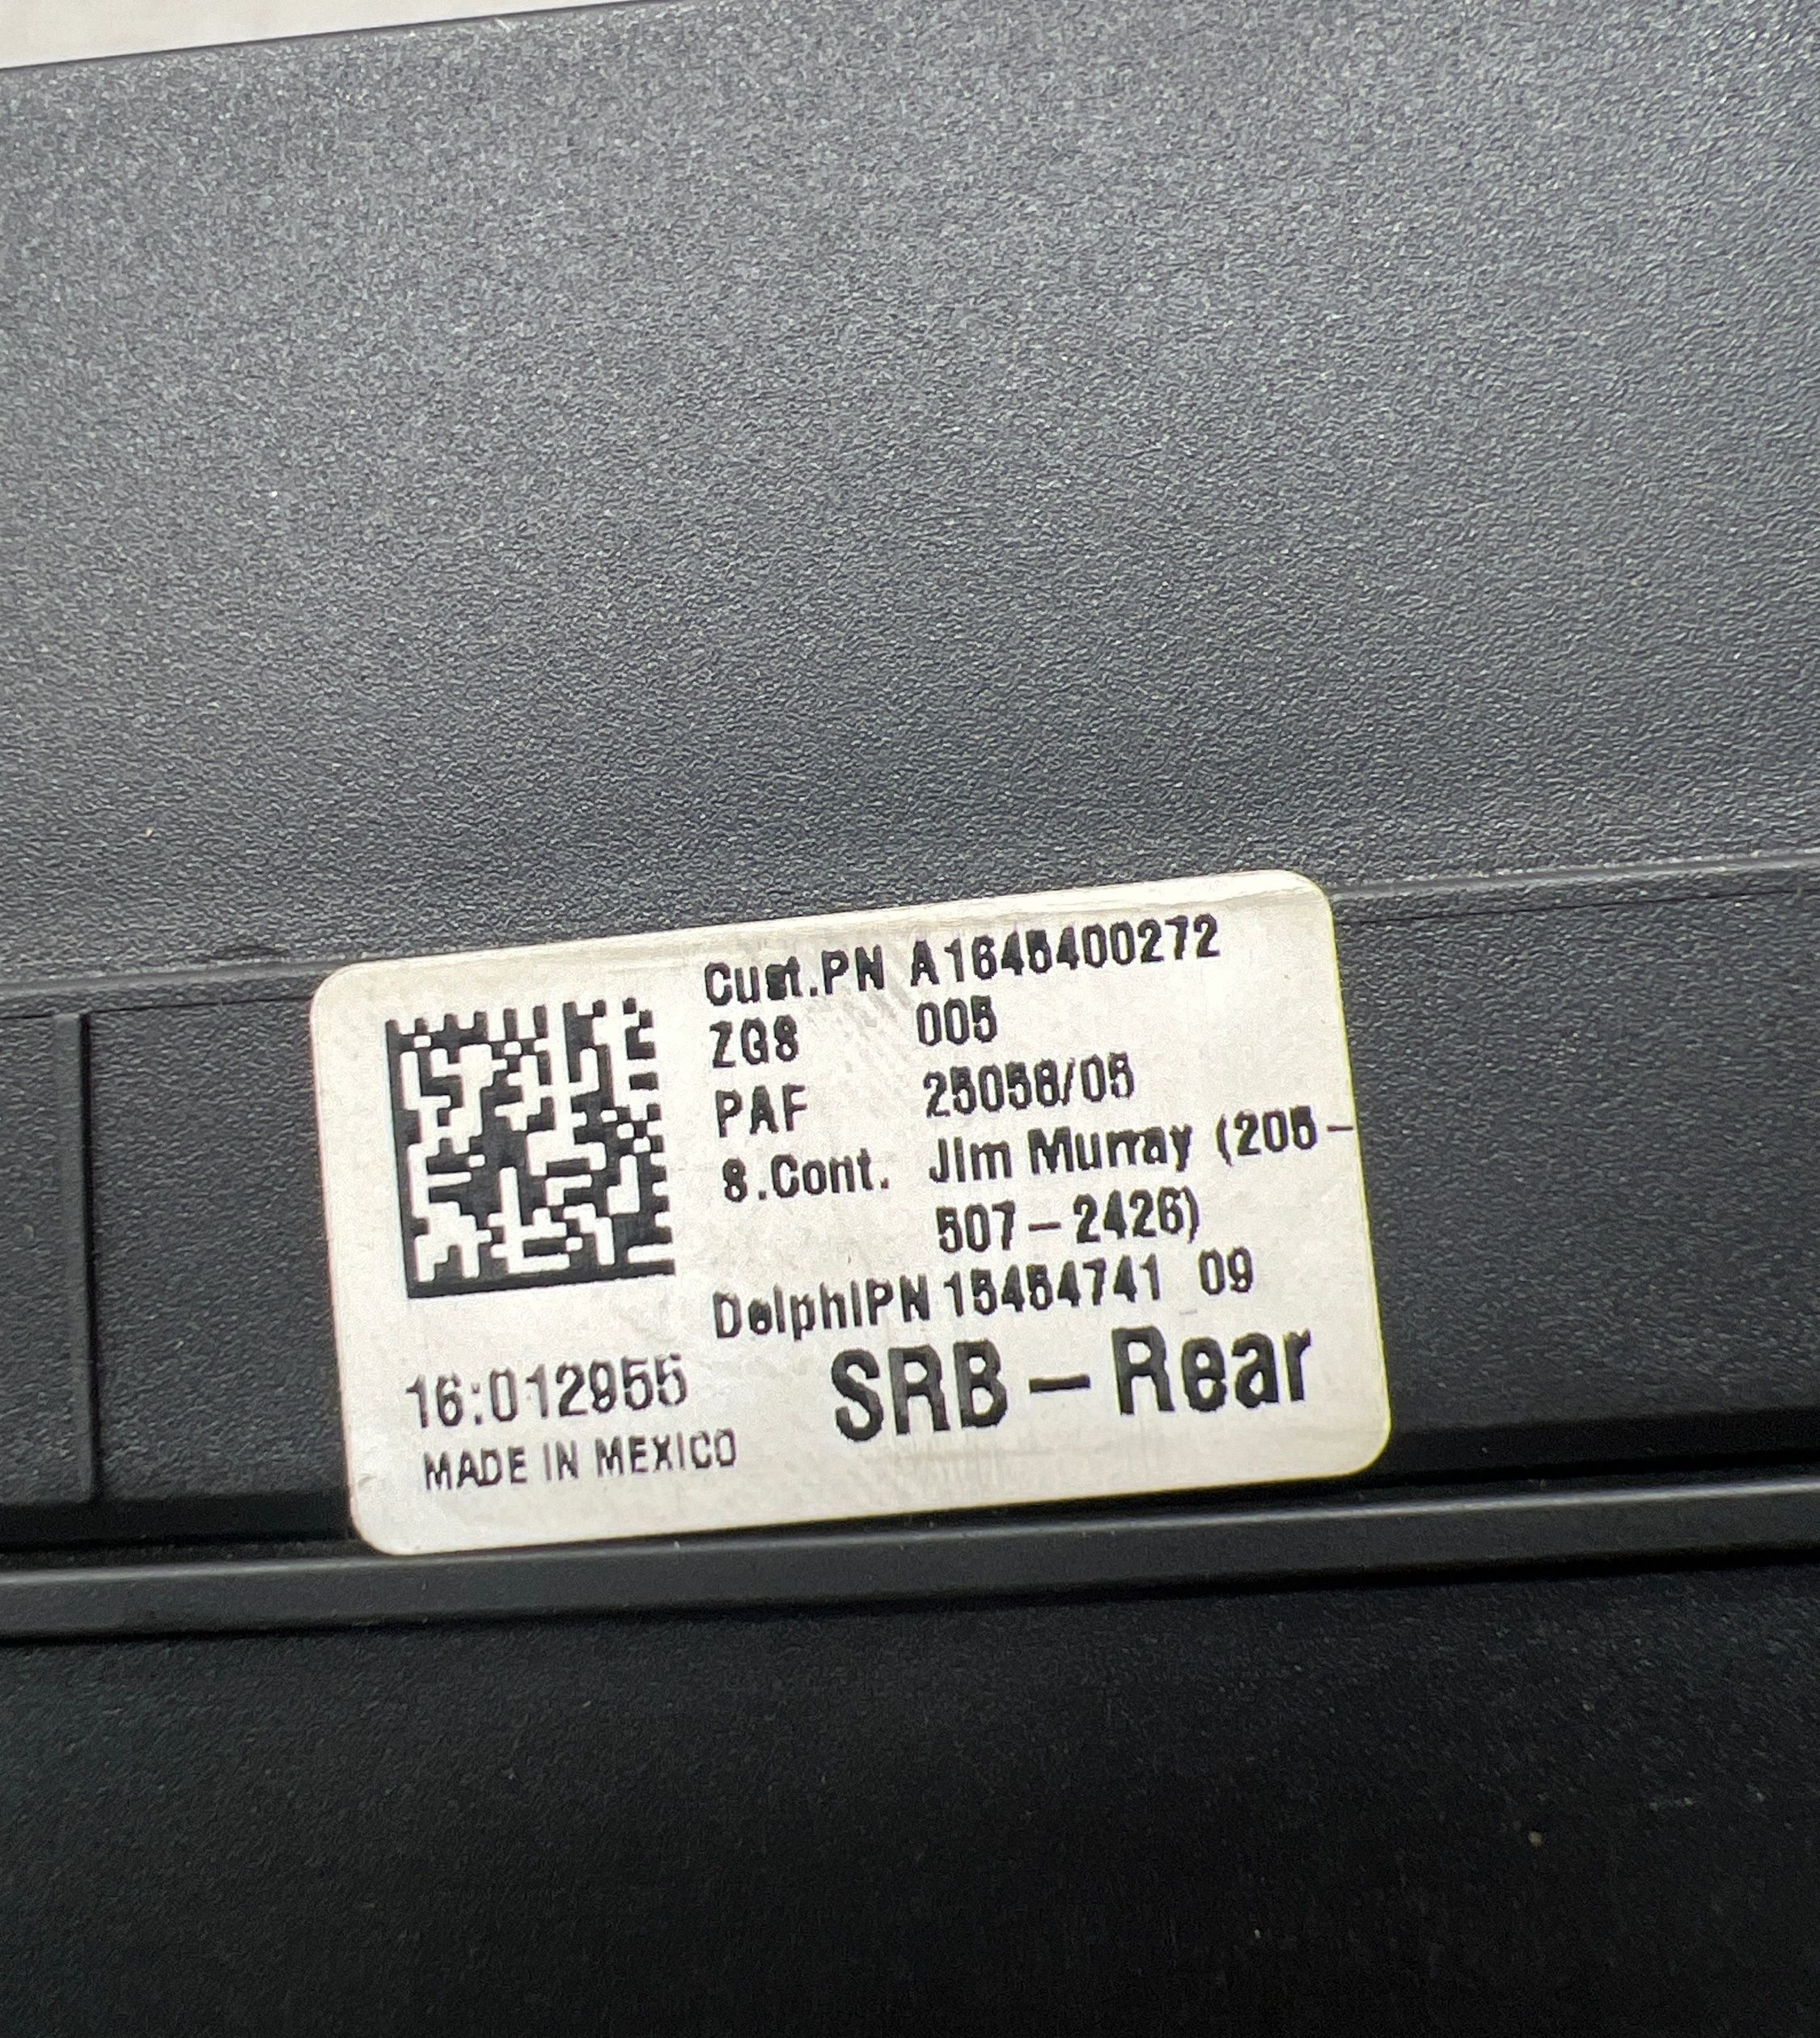 Cust.PN A1645400272
ZGS 005
PAF 25056/05
S.Cont. Jim Murray (205-
507-2426)
DelphiPN 15454741 09
SRB-Rear
16:012955
MADE IN MEXICO